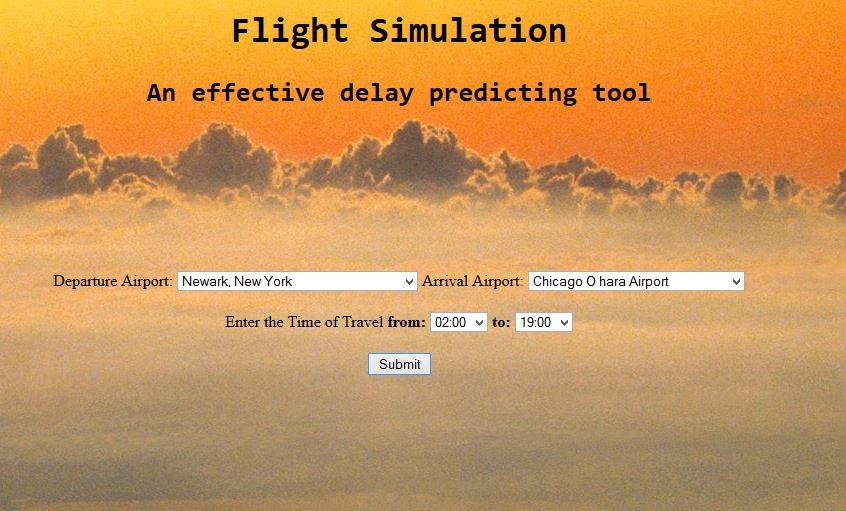 Flight Simulation
An effective delay predicting tool
Departure Airport: Newark, New York Arrival Airport: Chicago O hara Airport
Enter the Time of Travel from: 02:00 to: 19:00
Submit